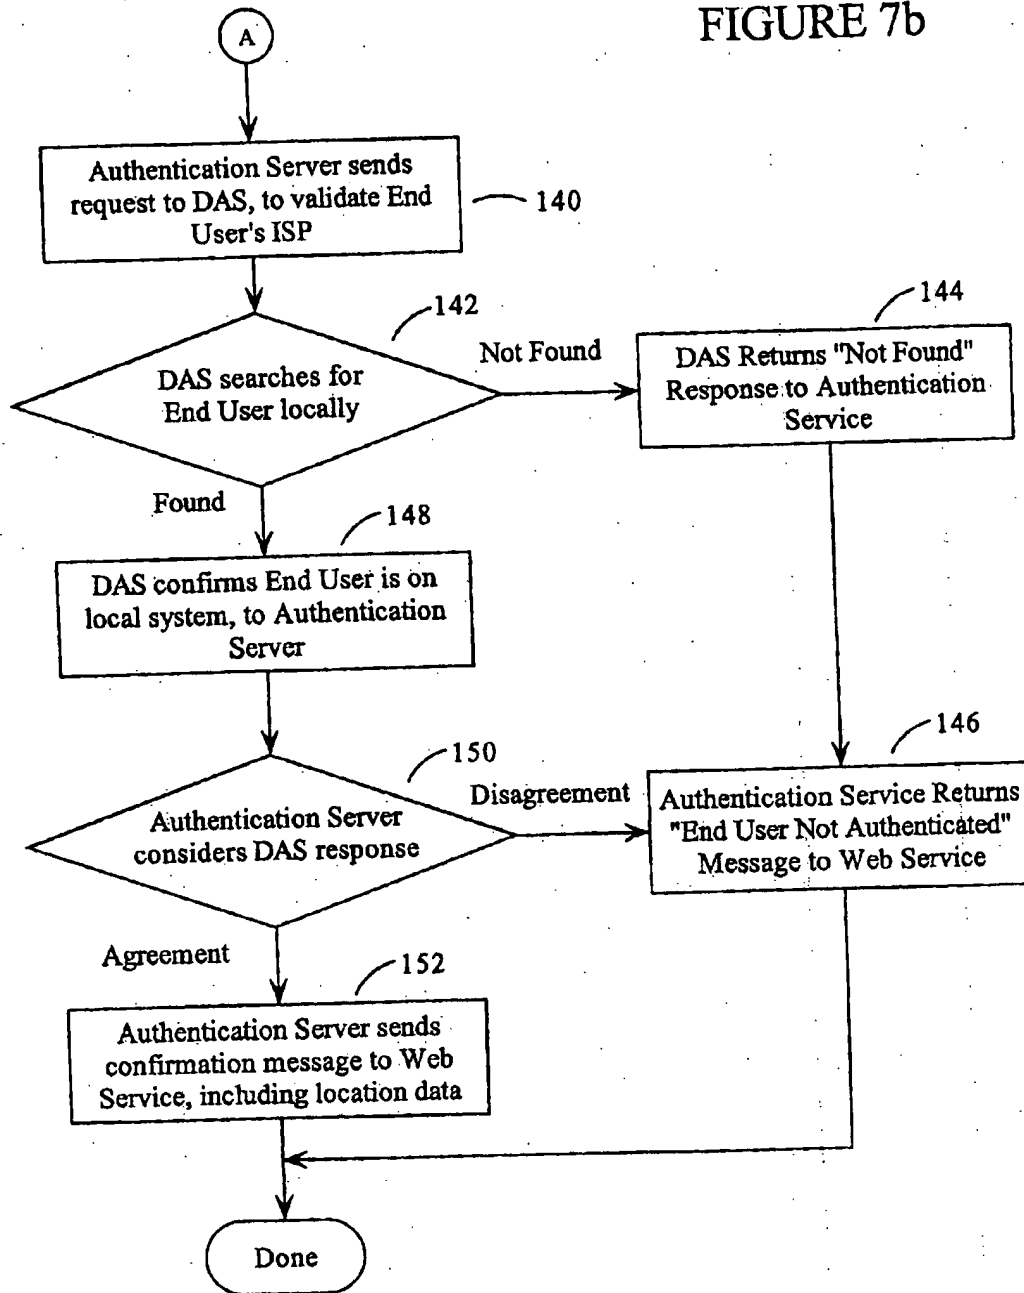 FIGURE 7b
A
Authentication Server sends
request to DAS, to validate End
User's ISP
140
142
DAS searches for
End User locally
Not Found
144
DAS Returns "Not Found"
Response to Authentication
Service
Found
148
DAS confirms End User is on
local system, to Authentication
Server
150
Authentication Server
considers DAS response
Disagreement
146
Authentication Service Returns
"End User Not Authenticated"
Message to Web Service
Agreement
152
Authentication Server sends
confirmation message to Web
Service, including location data
Done